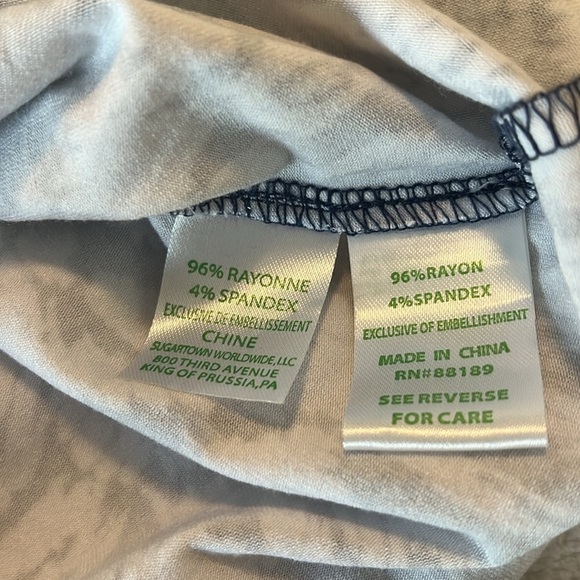 96% RAYONNE
4% SPANDEX
EXCLUSIVE DE EMBELLISSEMENT
CHINE
SUGARTOWN WORLDWIDE, LLC
800 THIRD AVENUE
KING OF PRUSSIA, PA
96% RAYON
4% SPANDEX
EXCLUSIVE OF EMBELLISHMENT
MADE IN CHINA
RN#88189
SEE REVERSE
FOR CARE